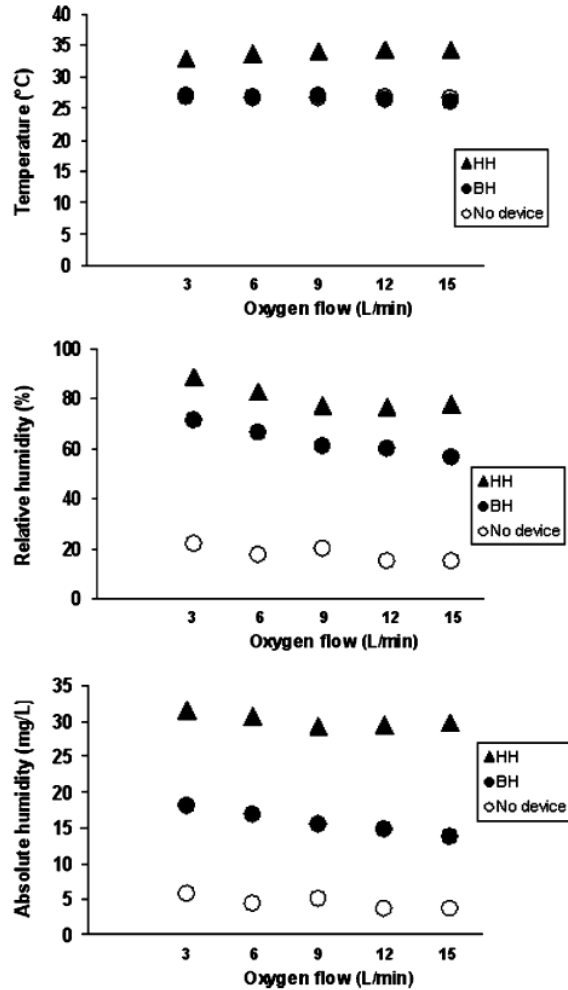 40
35
30
25
20
15
10
5
0
Temperature (°C)
3 6 9 12 15
Oxygen flow (L/min)
HH
BH
No device
100
80
60
40
20
0
Relative humidity (%)
3 6 9 12 15
Oxygen flow (L/min)
HH
BH
No device
35
30
25
20
15
10
5
0
Absolute humidity (mg/L)
3 6 9 12 15
Oxygen flow (L/min)
HH
BH
No device